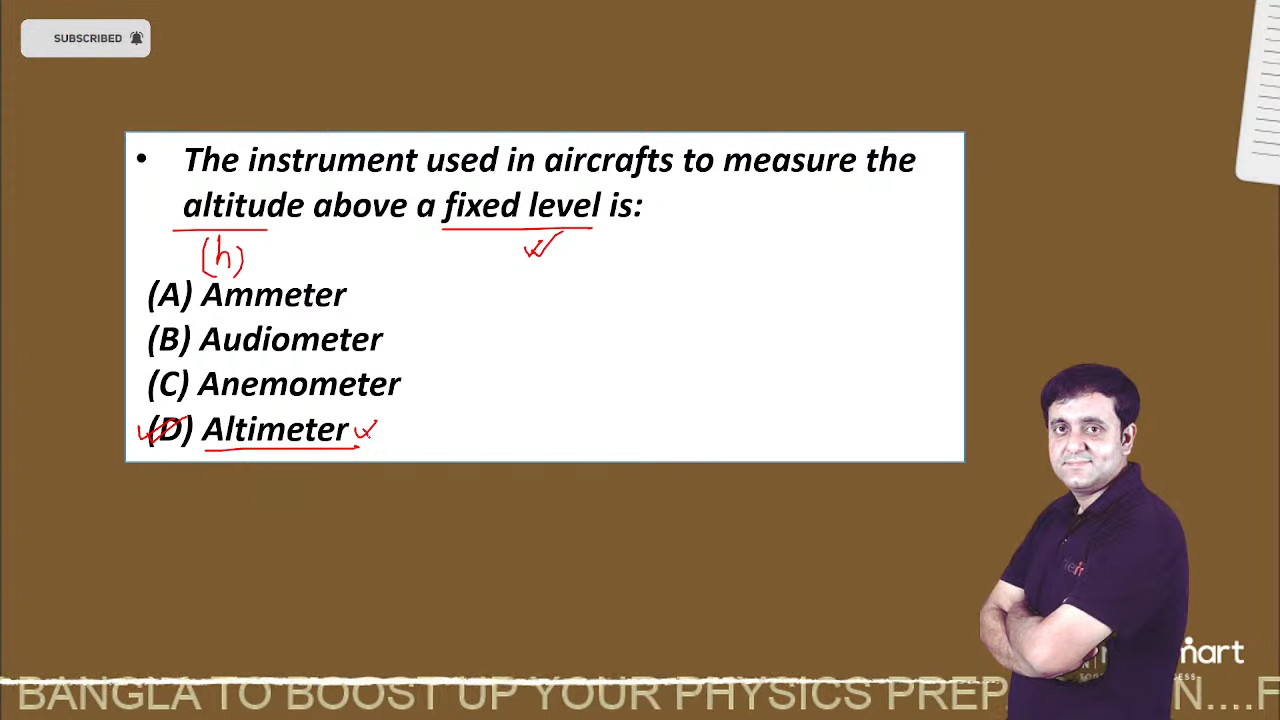 SUBSCRIBED
• The instrument used in aircrafts to measure the
altitude above a fixed level is:
(h)
(A) Ammeter
(B) Audiometer
(C) Anemometer
(D) Altimeter
BANGLA TO BOOST UP YOUR PHYSICS